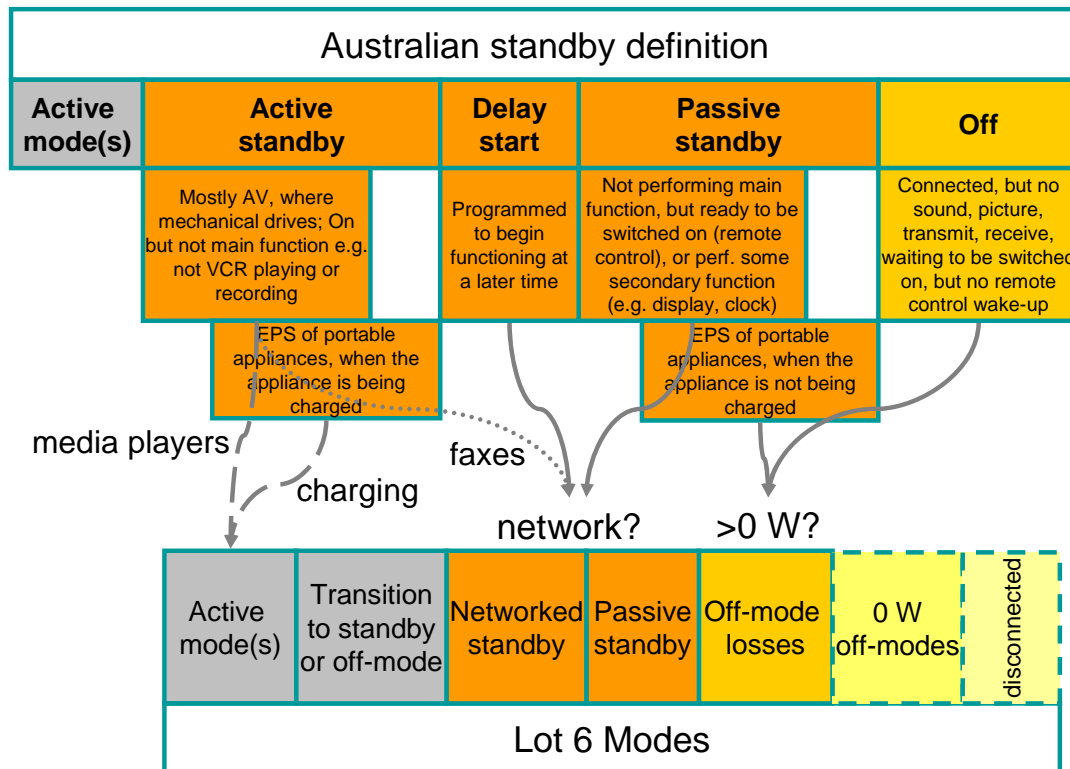 Australian standby definition
Active
mode(s)
Active
standby
Delay
start
Passive
standby
Off
Mostly AV, where
mechanical drives; On
but not main function e.g.
not VCR playing or
recording
Programmed
to begin
functioning at
a later time
Not performing main
function, but ready to be
switched on (remote
control), or perf. some
secondary function
(e.g. display, clock)
Connected, but no
sound, picture,
transmit, receive,
waiting to be switched
on, but no remote
control wake-up
EPS of portable
appliances, when the
appliance is being
charged
EPS of portable
appliances, when the
appliance is not being
charged
media players
charging
faxes
network?
>0 W?
Active
mode(s)
Transition
to standby
or off-mode
Networked
standby
Passive
standby
Off-mode
losses
0 W
off-modes
disconnected
Lot 6 Modes